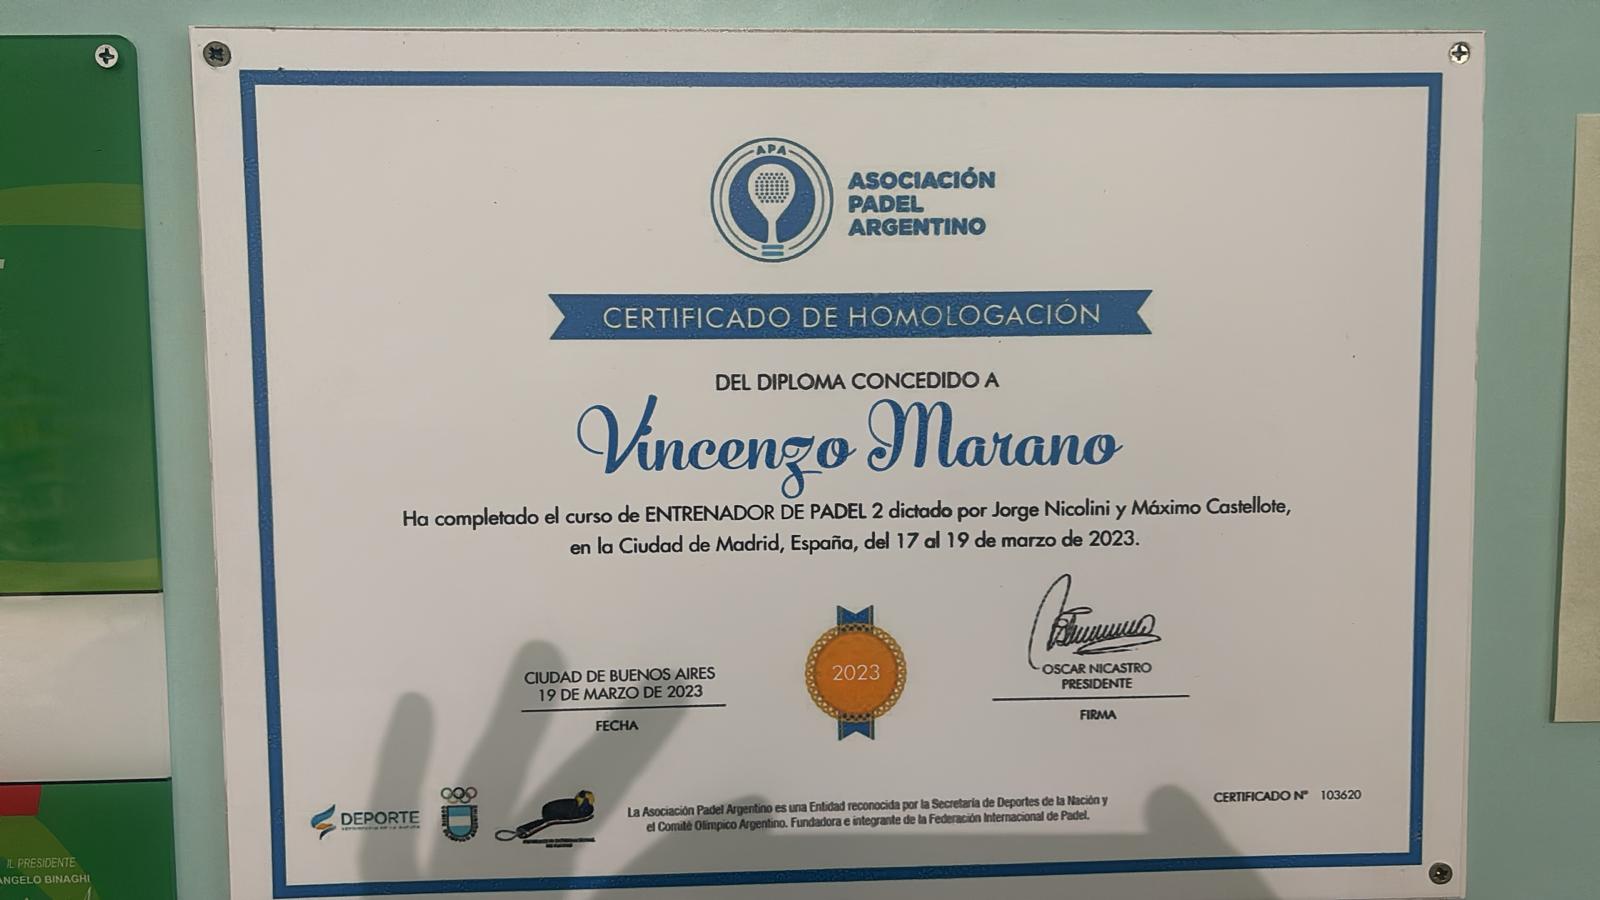 APA
ASOCIACIÓN
PADEL
ARGENTINO
CERTIFICADO DE HOMOLOGACIÓN
DEL DIPLOMA CONCEDIDO A
Vincenzo Marano
Ha completado el curso de ENTRENADOR DE PADEL 2 dictado por Jorge Nicolini y Máximo Castellote,
en la Ciudad de Madrid, España, del 17 al 19 de marzo de 2023.
CIUDAD DE BUENOS AIRES
19 DE MARZO DE 2023
FECHA
2023
OSCAR NICASTRO
PRESIDENTE
FIRMA
DEPORTE
La Asociación Padel Argentino es una Entidad reconocida por la Secretaría de Deportes de la Nación y
el Comité Olímpico Argentino. Fundadora e integrante de la Federación Internacional de Padel.
CERTIFICADO Nº 103620
IL PRESIDENTE
ANGELO BINAGHI